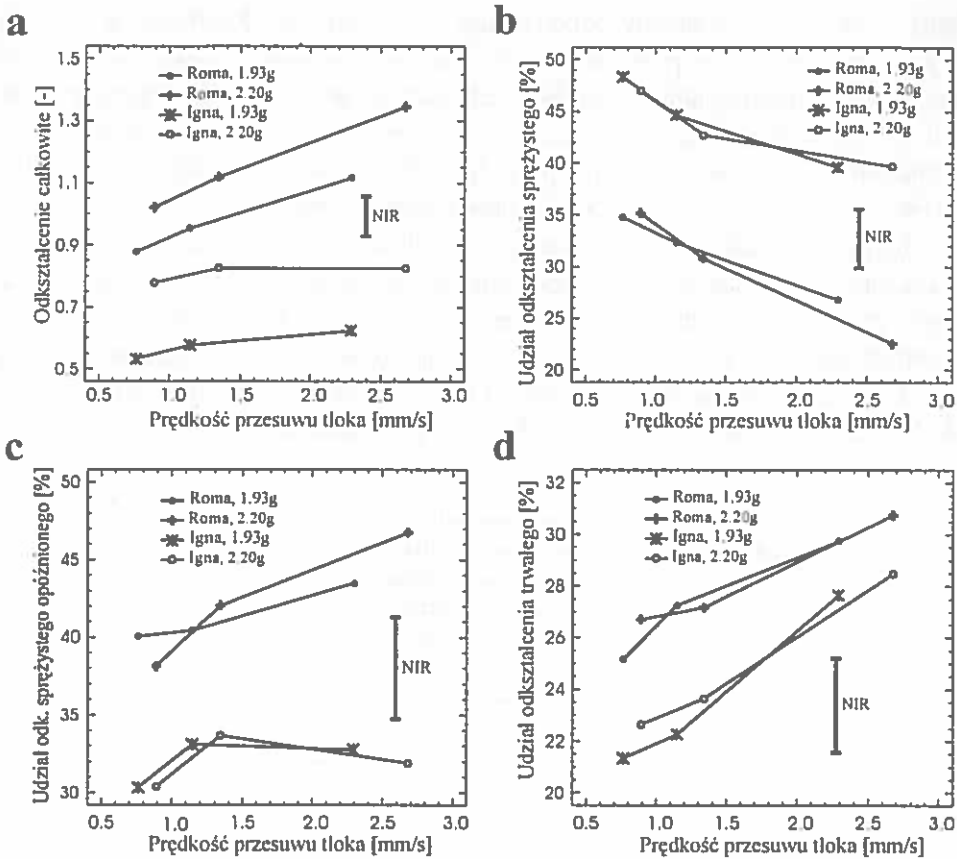 a
Odkształcenie całkowite [-]
1.5
1.3
1.1
0.9
0.7
0.5
Roma, 1.93g
Roma, 2.20g
Igna, 1.93g
Igna, 2.20g
NIR
0.5 1.0 1.5 2.0 2.5 3.0
Prędkość przesuwu tłoka [mm/s]
b
Udział odkształcenia sprężystego [%]
50
45
40
35
30
25
20
Roma, 1.93g
Roma, 2.20g
Igna, 1.93g
Igna, 2.20g
NIR
0.5 1.0 1.5 2.0 2.5 3.0
Prędkość przesuwu tłoka [mm/s]
c
Udział odk. sprężystego opóźnionego [%]
50
45
40
35
30
Roma, 1.93g
Roma, 2.20g
Igna, 1.93g
Igna, 2.20g
NIR
0.5 1.0 1.5 2.0 2.5 3.0
Prędkość przesuwu tłoka [mm/s]
d
Udział odkształcenia trwałego [%]
32
30
28
26
24
22
20
Roma, 1.93g
Roma, 2.20g
Igna, 1.93g
Igna, 2.20g
NIR
0.5 1.0 1.5 2.0 2.5 3.0
Prędkość przesuwu tłoka [mm/s]